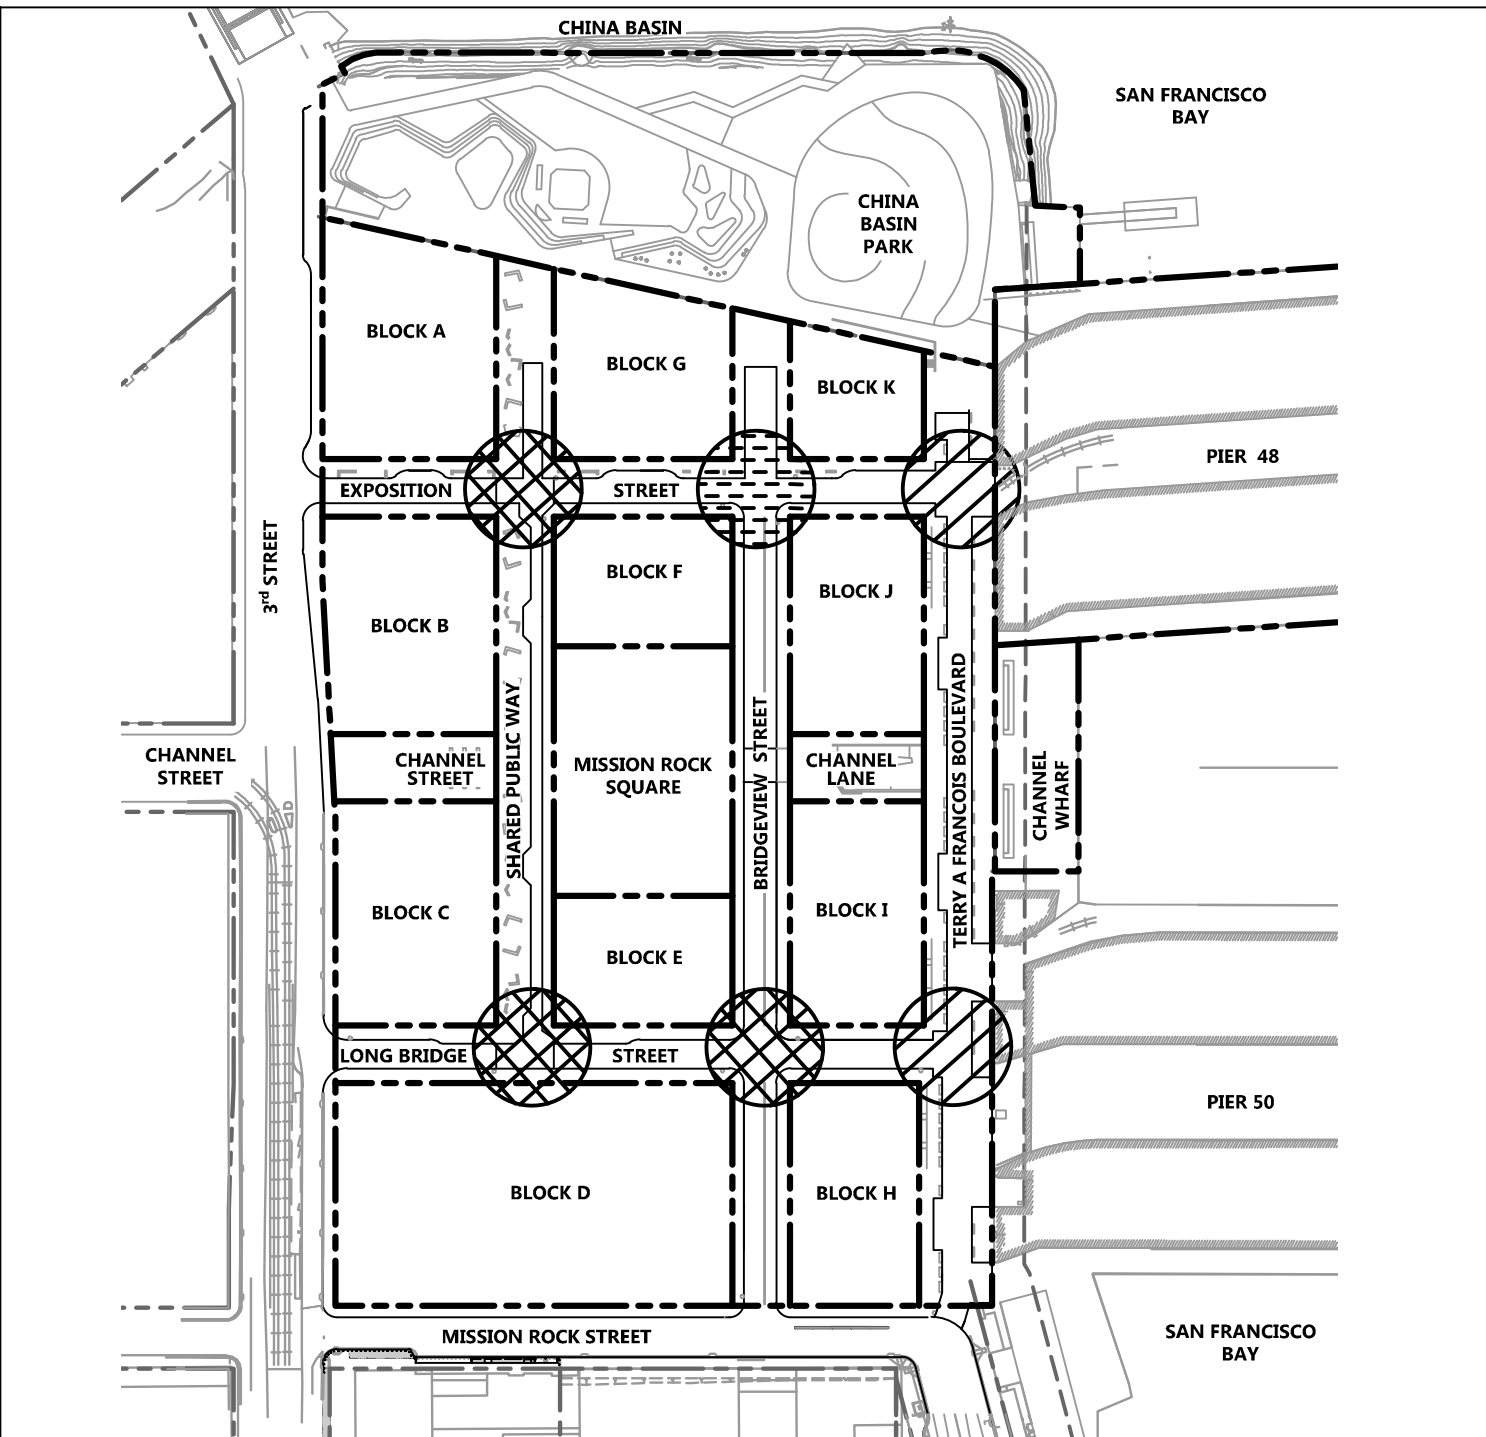 CHINA BASIN
SAN FRANCISCO
BAY
CHINA
BASIN
PARK
BLOCK A
BLOCK G
BLOCK K
PIER 48
EXPOSITION
STREET
3rd STREET
BLOCK F
BLOCK J
BLOCK B
SHARED PUBLIC WAY
BRIDGEVIEW STREET
TERRY A FRANCOIS BOULEVARD
CHANNEL
STREET
CHANNEL
STREET
MISSION ROCK
SQUARE
CHANNEL
LANE
CHANNEL
WHARF
BLOCK C
BLOCK I
BLOCK E
LONG BRIDGE
STREET
PIER 50
BLOCK D
BLOCK H
MISSION ROCK STREET
SAN FRANCISCO
BAY